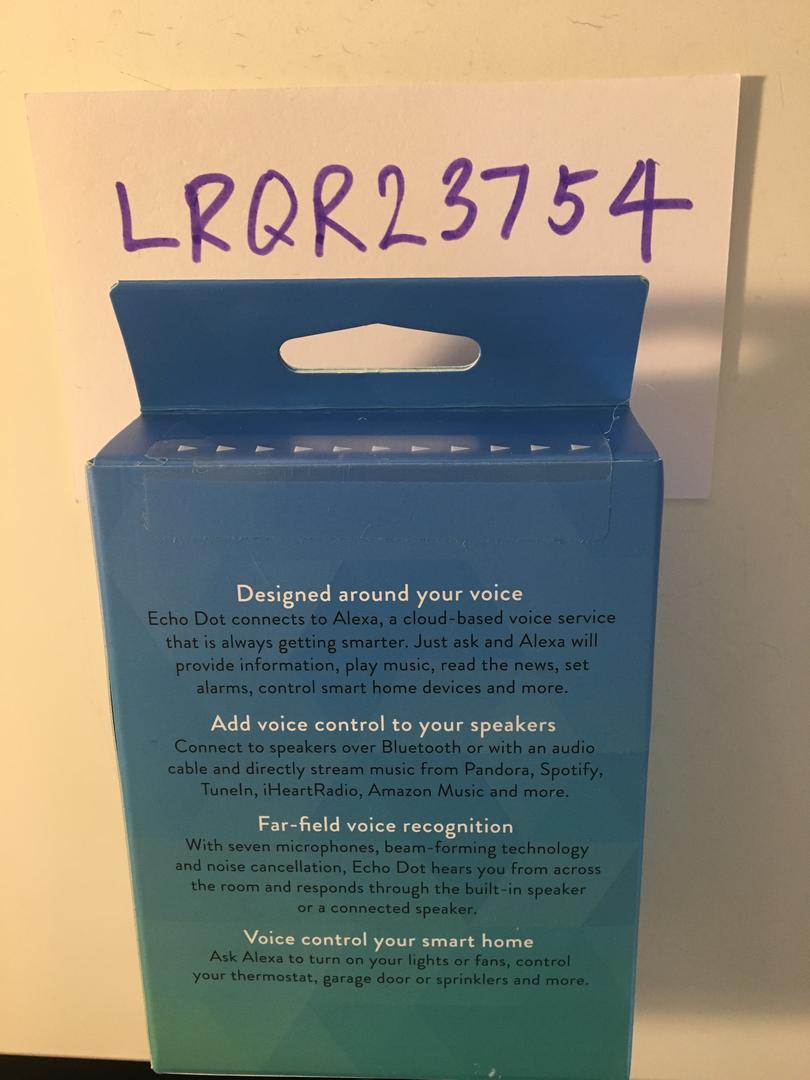 LRQR23754
Designed around your voice
Echo Dot connects to Alexa, a cloud-based voice service
that is always getting smarter. Just ask and Alexa will
provide information, play music, read the news, set
alarms, control smart home devices and more.
Add voice control to your speakers
Connect to speakers over Bluetooth or with an audio
cable and directly stream music from Pandora, Spotify,
TuneIn, iHeartRadio, Amazon Music and more.
Far-field voice recognition
With seven microphones, beam-forming technology
and noise cancellation, Echo Dot hears you from across
the room and responds through the built-in speaker
or a connected speaker.
Voice control your smart home
Ask Alexa to turn on your lights or fans, control
your thermostat, garage door or sprinklers and more.